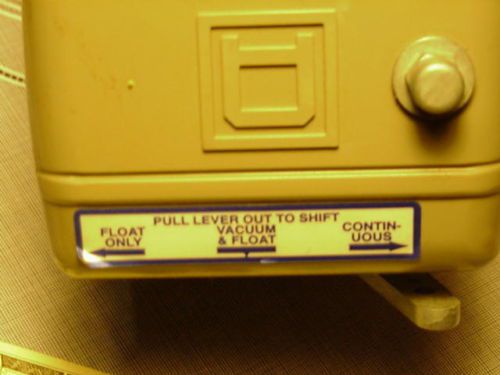 PULL LEVER OUT TO SHIFT
FLOAT
ONLY
VACUUM
& FLOAT
CONTIN-
UOUS